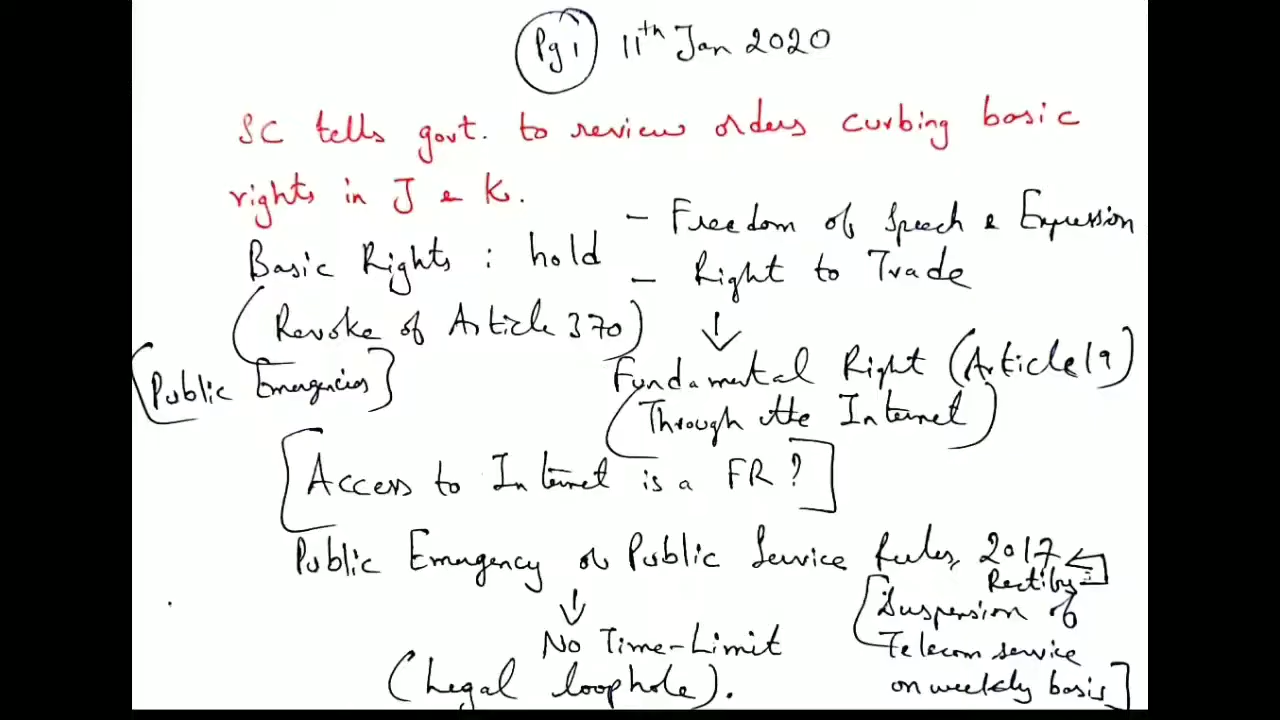 Pg 1 11th Jan 2020
SC tells govt. to review orders curbing basic
rights in J & K.
Basic Rights : hold
- Freedom of Speech & Expression
- Right to Trade
(Revoke of Article 370)
[Public Emergencies]
Fundamental Right (Article 19)
(Through the Internet)
[Access to Internet is a FR ?]
Public Emergency or Public Service Rules, 2017
Rectify
[Suspension of
Telecom service
on weekly basis]
No Time-Limit
(Legal loophole).